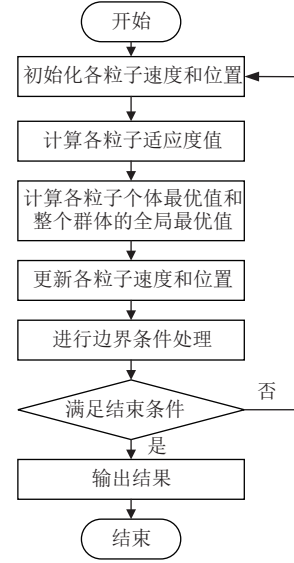 开始
初始化各粒子速度和位置
计算各粒子适应度值
计算各粒子个体最优值和
整个群体的全局最优值
更新各粒子速度和位置
进行边界条件处理
满足结束条件
否
是
输出结果
结束